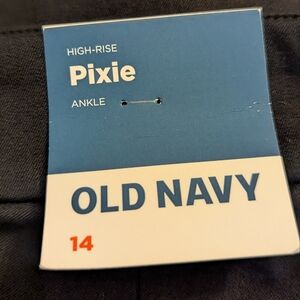 HIGH-RISE
Pixie
ANKLE
OLD NAVY
14